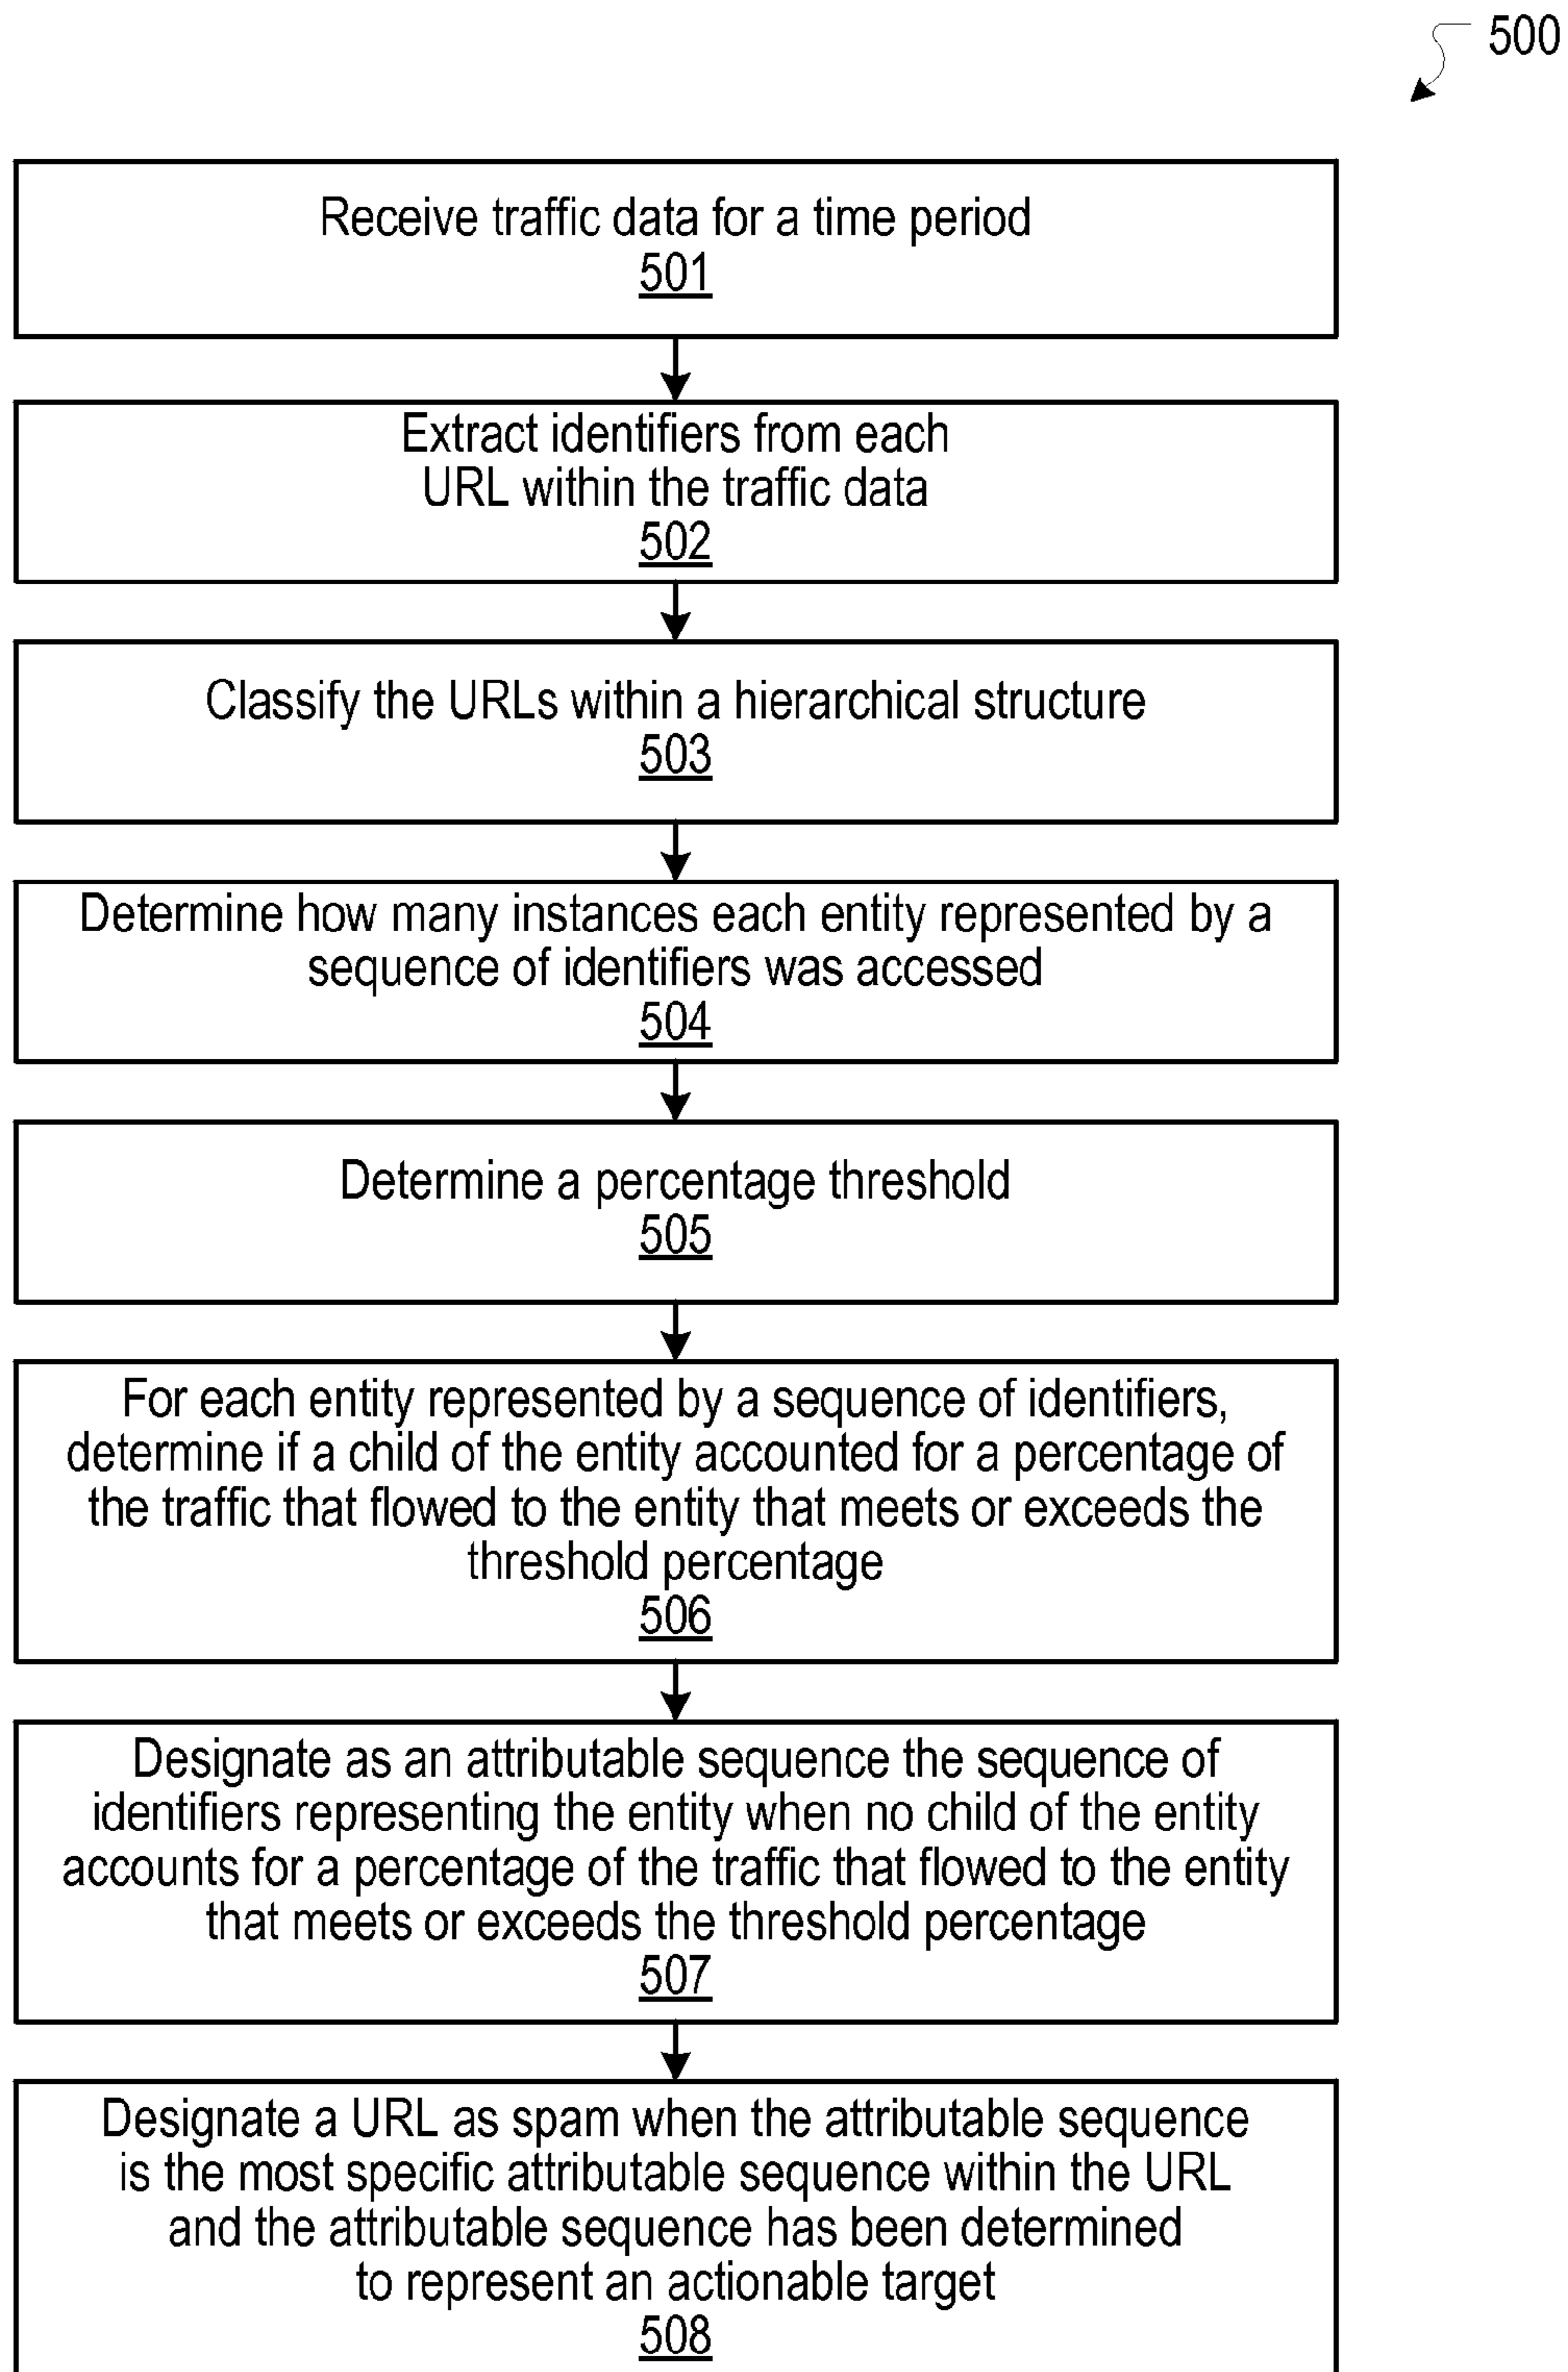 500
Receive traffic data for a time period
501
Extract identifiers from each
URL within the traffic data
502
Classify the URLs within a hierarchical structure
503
Determine how many instances each entity represented by a
sequence of identifiers was accessed
504
Determine a percentage threshold
505
For each entity represented by a sequence of identifiers,
determine if a child of the entity accounted for a percentage of
the traffic that flowed to the entity that meets or exceeds the
threshold percentage
506
Designate as an attributable sequence the sequence of
identifiers representing the entity when no child of the entity
accounts for a percentage of the traffic that flowed to the entity
that meets or exceeds the threshold percentage
507
Designate a URL as spam when the attributable sequence
is the most specific attributable sequence within the URL
and the attributable sequence has been determined
to represent an actionable target
508